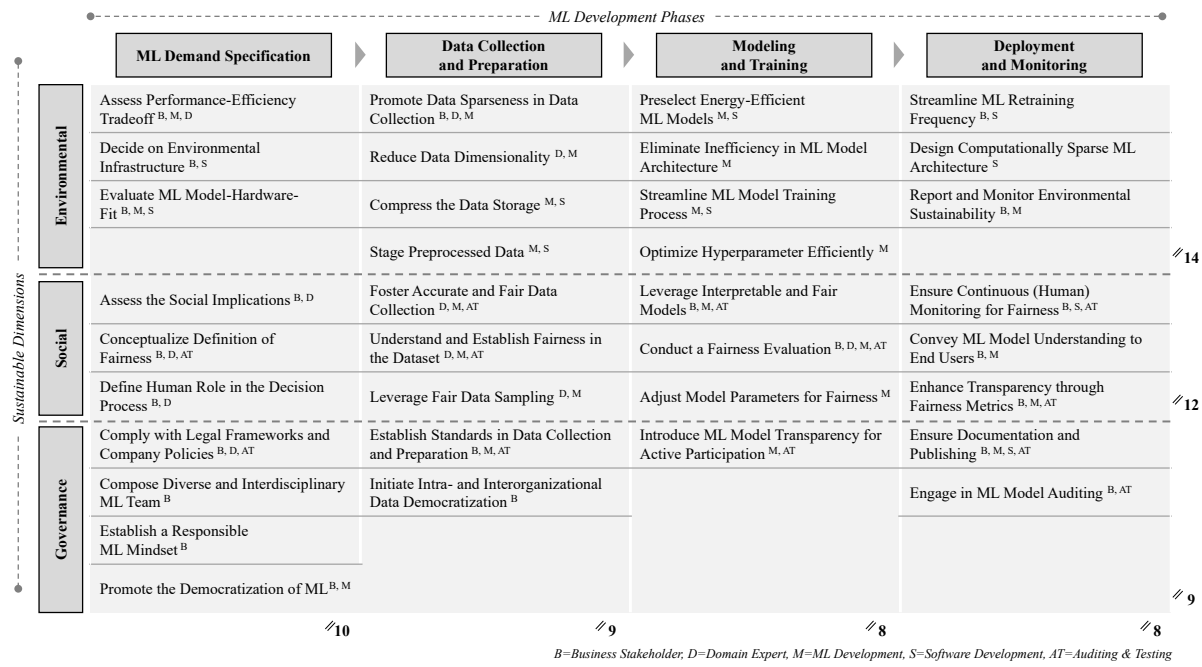 ML Development Phases
ML Demand Specification
Data Collection
and Preparation
Modeling
and Training
Deployment
and Monitoring
Sustainable Dimensions
Environmental
Assess Performance-Efficiency
Tradeoff B, M, D
Promote Data Sparseness in Data
Collection B, D, M
Preselect Energy-Efficient
ML Models M, S
Streamline ML Retraining
Frequency B, S
Decide on Environmental
Infrastructure B, S
Reduce Data Dimensionality D, M
Eliminate Inefficiency in ML Model
Architecture M
Design Computationally Sparse ML
Architecture S
Evaluate ML Model-Hardware-
Fit B, M, S
Compress the Data Storage M, S
Streamline ML Model Training
Process M, S
Report and Monitor Environmental
Sustainability B, M
Stage Preprocessed Data M, S
Optimize Hyperparameter Efficiently M
14
Social
Assess the Social Implications B, D
Foster Accurate and Fair Data
Collection D, M, AT
Leverage Interpretable and Fair
Models B, M, AT
Ensure Continuous (Human)
Monitoring for Fairness B, S, AT
Conceptualize Definition of
Fairness B, D, AT
Understand and Establish Fairness in
the Dataset D, M, AT
Conduct a Fairness Evaluation B, D, M, AT
Convey ML Model Understanding to
End Users B, M
Define Human Role in the Decision
Process B, D
Leverage Fair Data Sampling D, M
Adjust Model Parameters for Fairness M
Enhance Transparency through
Fairness Metrics B, M, AT
12
Governance
Comply with Legal Frameworks and
Company Policies B, D, AT
Establish Standards in Data Collection
and Preparation B, M, AT
Introduce ML Model Transparency for
Active Participation M, AT
Ensure Documentation and
Publishing B, M, S, AT
Compose Diverse and Interdisciplinary
ML Team B
Initiate Intra- and Interorganizational
Data Democratization B
Engage in ML Model Auditing B, AT
Establish a Responsible
ML Mindset B
Promote the Democratization of ML B, M
9
10
9
8
8
B=Business Stakeholder, D=Domain Expert, M=ML Development, S=Software Development, AT=Auditing & Testing